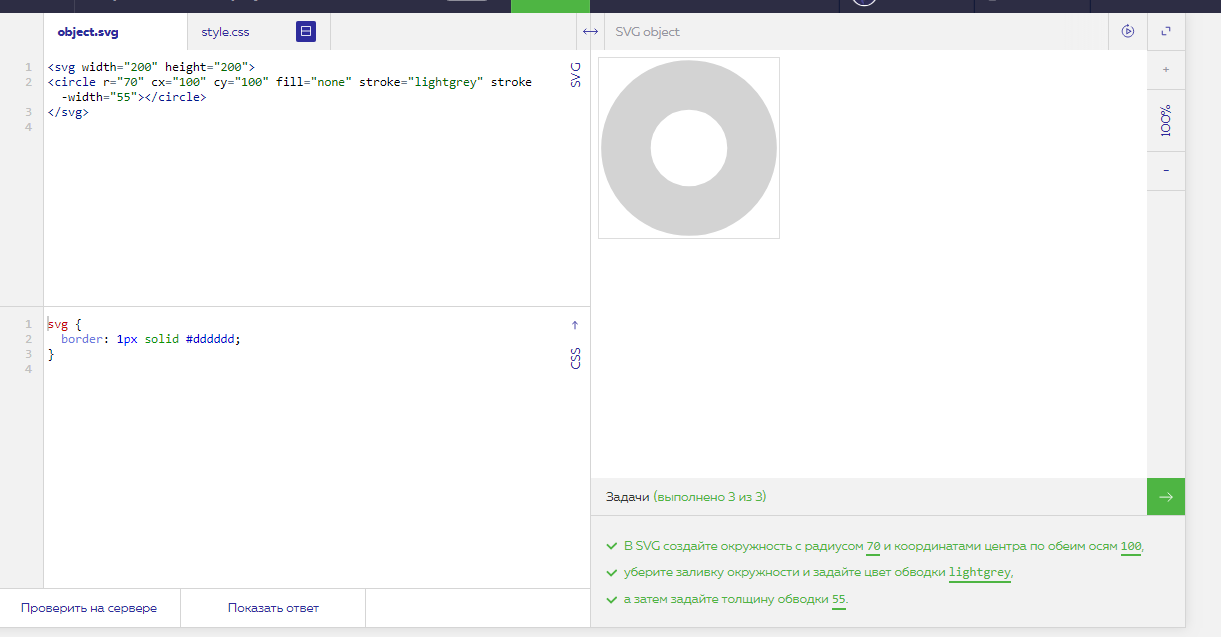 object.svg
style.css
SVG object
1 <svg width="200" height="200">
2 <circle r="70" cx="100" cy="100" fill="none" stroke="lightgrey" stroke
-width="55"></circle>
3 </svg>
4
SVG
+
100%
-
1 svg {
2 border: 1px solid #dddddd;
3 }
4
CSS
Задачи (выполнено 3 из 3)
В SVG создайте окружность с радиусом 70 и координатами центра по обеим осям 100,
уберите заливку окружности и задайте цвет обводки lightgrey,
а затем задайте толщину обводки 55.
Проверить на сервере
Показать ответ